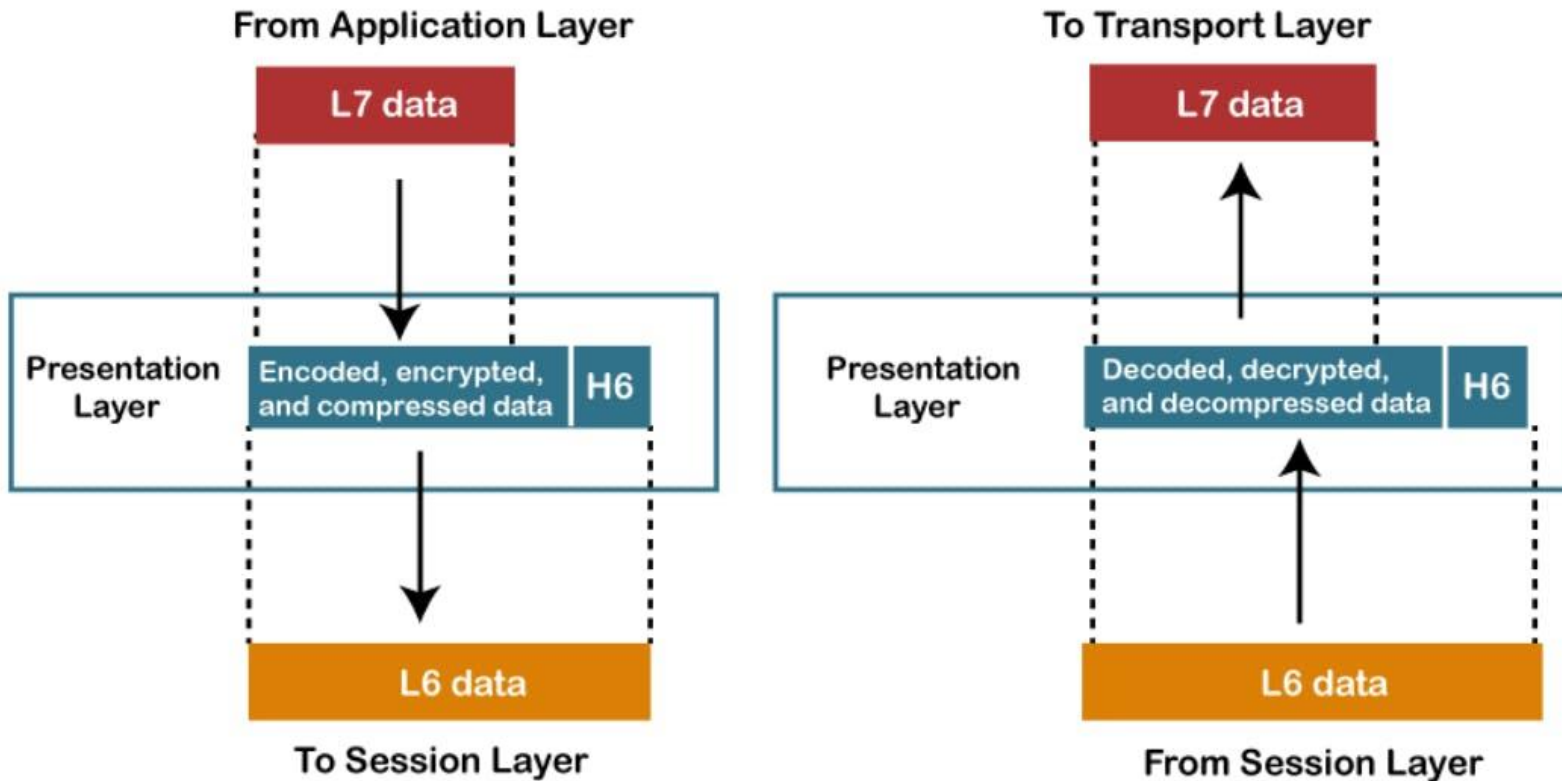 From Application Layer
L7 data
Presentation
Layer
Encoded, encrypted,
and compressed data
H6
L6 data
To Session Layer
To Transport Layer
L7 data
Presentation
Layer
Decoded, decrypted,
and decompressed data
H6
L6 data
From Session Layer